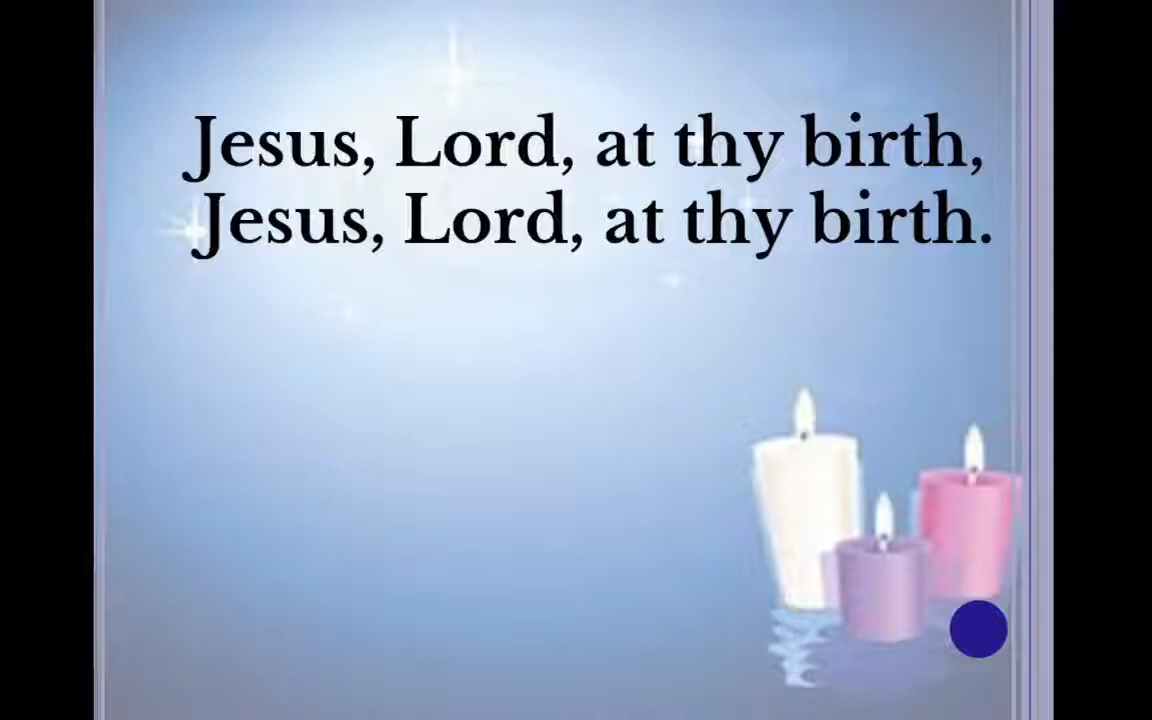 Jesus, Lord, at thy birth,
Jesus, Lord, at thy birth.